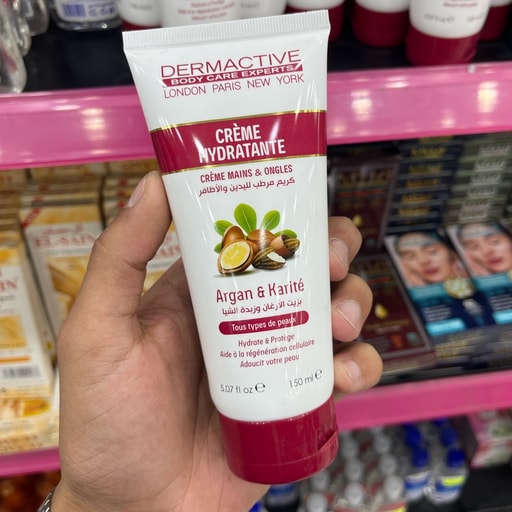 DERMACTIVE
BODY CARE EXPERTS
LONDON PARIS NEW YORK
CRÈME
HYDRATANTE
CRÈME MAINS & ONGLES
كريم مرطب لليدين والأظافر
Argan & Karité
بزيت الأرغان وزبدة الشيا
Tous types de peaux
Hydrate & Protège
Aide à la régénération cellulaire
Adoucit votre peau
5.07 fl oz ℮ 150 ml ℮